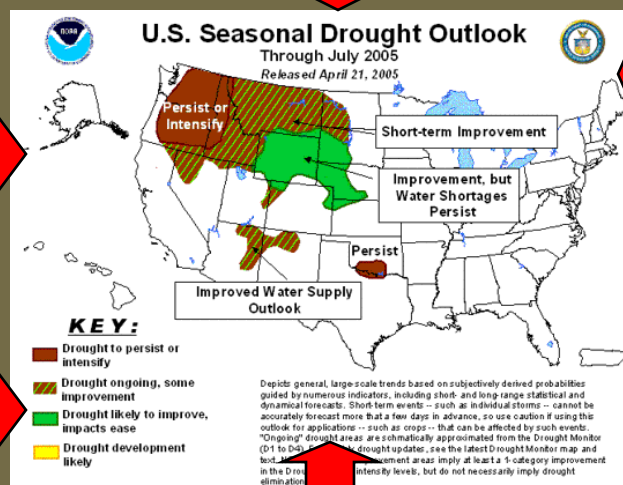 noaa
U.S. Seasonal Drought Outlook
Through July 2005
Released April 21, 2005
Persist or
Intensify
Short-term Improvement
Improvement, but
Water Shortages
Persist
Persist
Improved Water Supply
Outlook
KEY:
Drought to persist or
intensify
Drought ongoing, some
improvement
Drought likely to improve,
impacts ease
Drought development
likely
Depicts general, large-scale trends based on subjectively derived probabilities
guided by numerous indicators, including short- and long-range statistical and
dynamical forecasts. Short-term events -- such as individual storms -- cannot be
accurately forecast more that a few days in advance, so use caution if using this
outlook for applications -- such as crops -- that can be affected by such events.
"Ongoing" drought areas are schmatically approximated from the Drought Monitor
(D1 to D4). drought updates, see the latest Drought Monitor map and
text. improvement areas imply at least a 1-category improvement
in the intensity levels, but do not necessarily imply drought
elimination